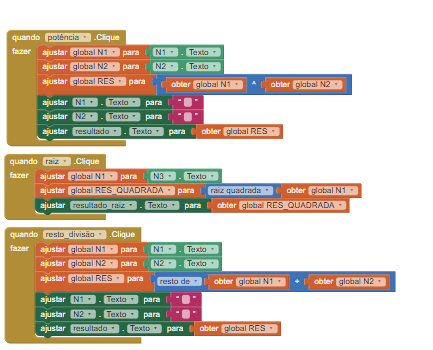 quando potência .Clique
fazer ajustar global N1 para N1 . Texto
ajustar global N2 para N2 . Texto
ajustar global RES para obter global N1 ^ obter global N2
ajustar N1 . Texto para " "
ajustar N2 . Texto para " "
ajustar resultado . Texto para obter global RES
quando raiz .Clique
fazer ajustar global N1 para N3 . Texto
ajustar global RES_QUADRADA para raiz quadrada obter global N1
ajustar resultado_raiz . Texto para obter global RES_QUADRADA
quando resto_divisão .Clique
fazer ajustar global N1 para N1 . Texto
ajustar global N2 para N2 . Texto
ajustar global RES para resto de obter global N1 ÷ obter global N2
ajustar N1 . Texto para " "
ajustar N2 . Texto para " "
ajustar resultado . Texto para obter global RES